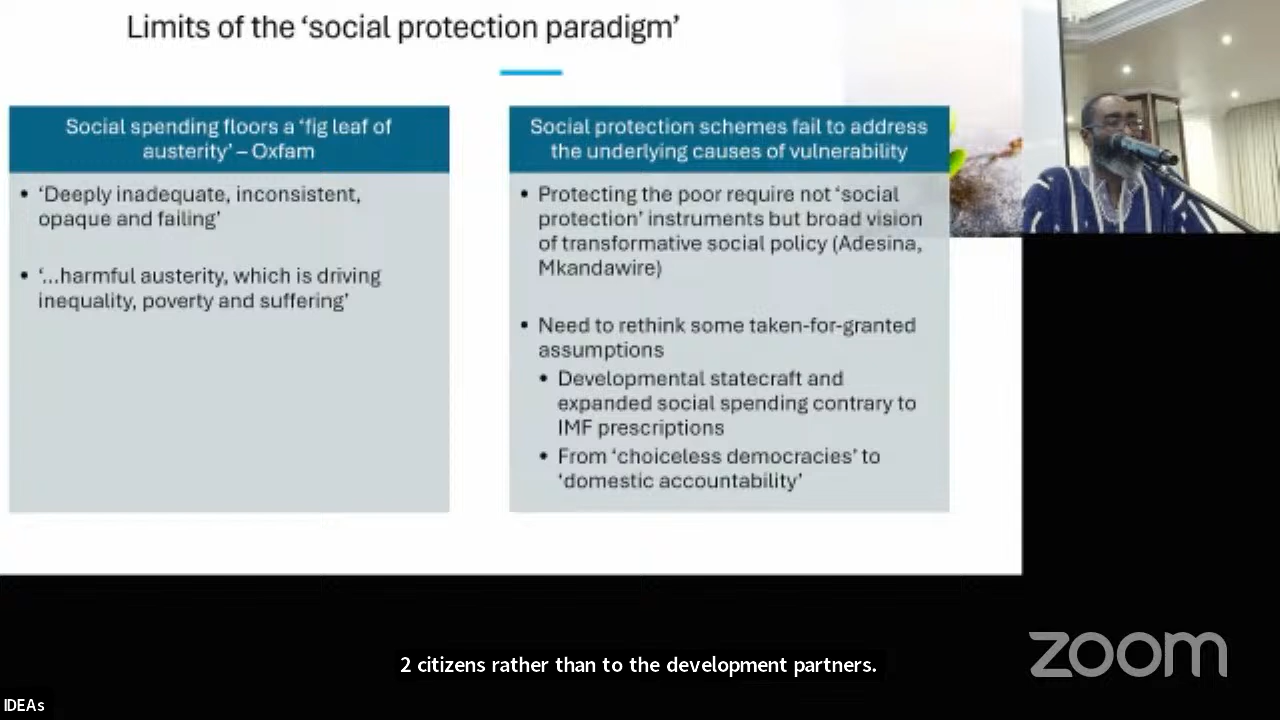 Limits of the ‘social protection paradigm’
Social spending floors a ‘fig leaf of
austerity’ – Oxfam
• ‘Deeply inadequate, inconsistent,
opaque and failing’
• ‘...harmful austerity, which is driving
inequality, poverty and suffering’
Social protection schemes fail to address
the underlying causes of vulnerability
• Protecting the poor require not ‘social
protection’ instruments but broad vision
of transformative social policy (Adesina,
Mkandawire)
• Need to rethink some taken-for-granted
assumptions
• Developmental statecraft and
expanded social spending contrary to
IMF prescriptions
• From ‘choiceless democracies’ to
‘domestic accountability’
2 citizens rather than to the development partners.
zoom
IDEAs